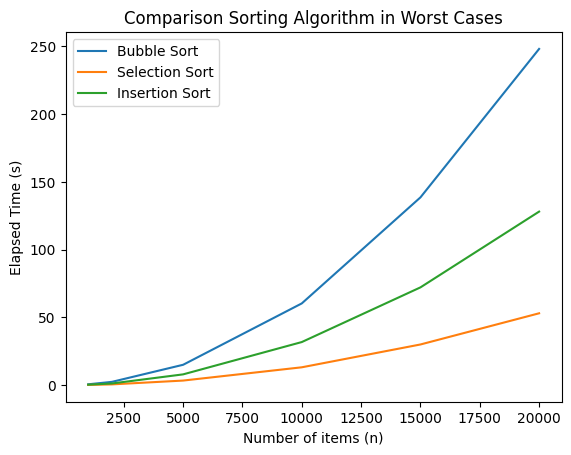 Comparison Sorting Algorithm in Worst Cases
Bubble Sort
Selection Sort
Insertion Sort
Elapsed Time (s)
250
200
150
100
50
0
2500 5000 7500 10000 12500 15000 17500 20000
Number of items (n)